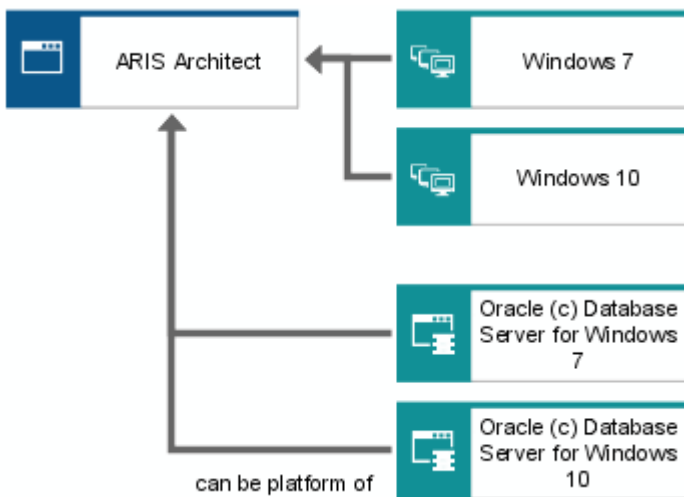 ARIS Architect
Windows 7
Windows 10
Oracle (c) Database
Server for Windows
7
Oracle (c) Database
Server for Windows
10
can be platform of